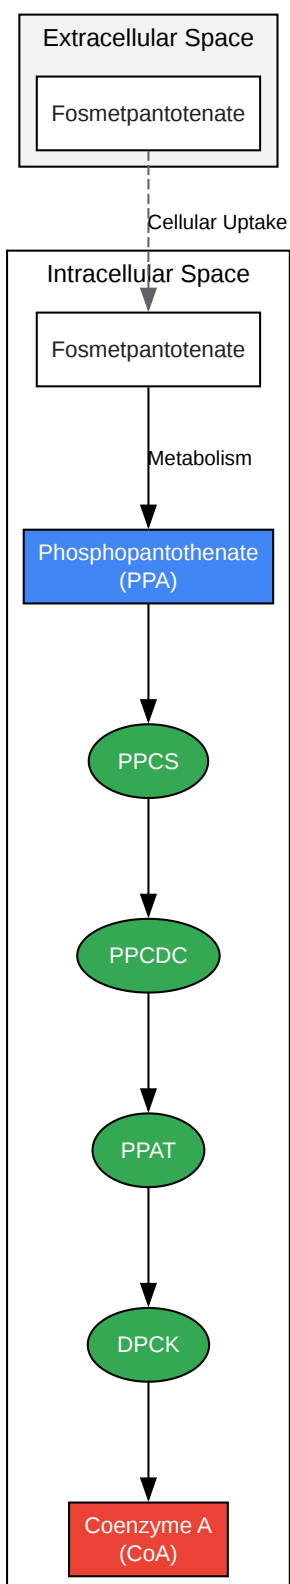 Extracellular Space
Fosmetpantotenate
Cellular Uptake
Intracellular Space
Fosmetpantotenate
Metabolism
Phosphopantothenate
(PPA)
PPCS
PPCDC
PPAT
DPCK
Coenzyme A
(CoA)